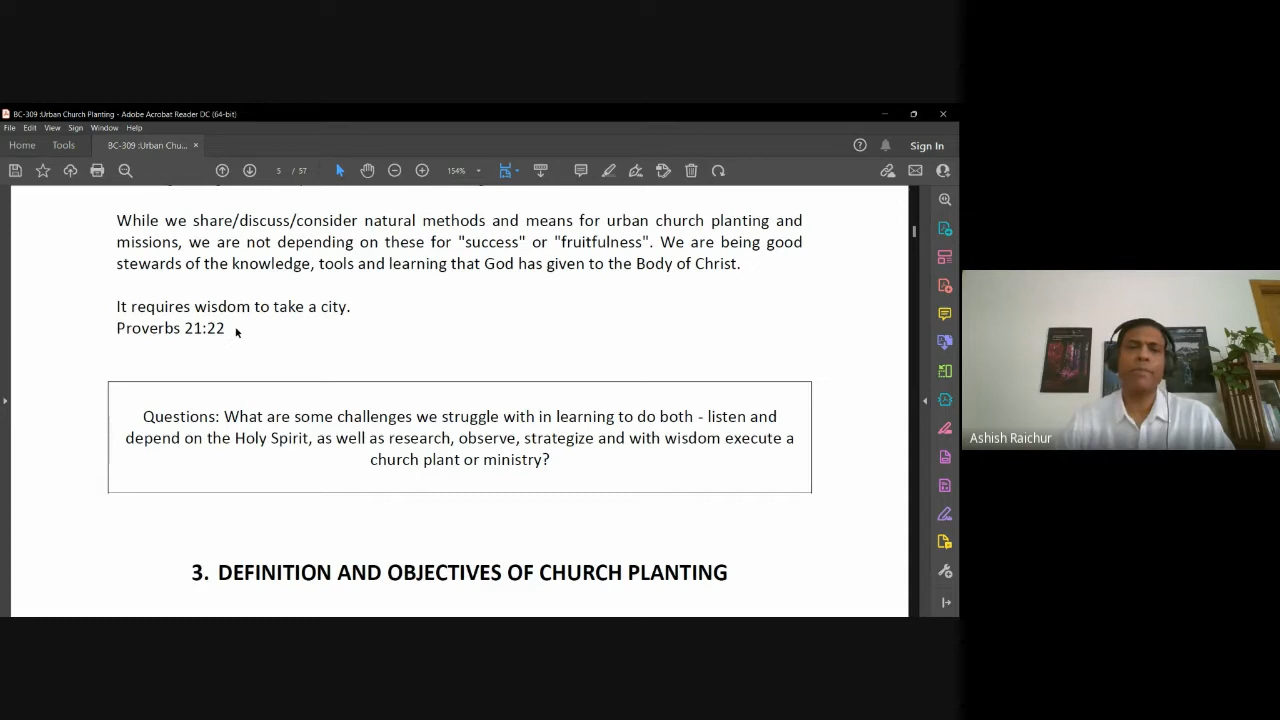 BC-309 :Urban Church Planting - Adobe Acrobat Reader DC (64-bit)
File Edit View Sign Window Help
Home Tools BC-309 :Urban Chu... × Sign In
5 / 57 154%
While we share/discuss/consider natural methods and means for urban church planting and
missions, we are not depending on these for "success" or "fruitfulness". We are being good
stewards of the knowledge, tools and learning that God has given to the Body of Christ.
It requires wisdom to take a city.
Proverbs 21:22
Questions: What are some challenges we struggle with in learning to do both - listen and
depend on the Holy Spirit, as well as research, observe, strategize and with wisdom execute a
church plant or ministry?
3. DEFINITION AND OBJECTIVES OF CHURCH PLANTING
Ashish Raichur